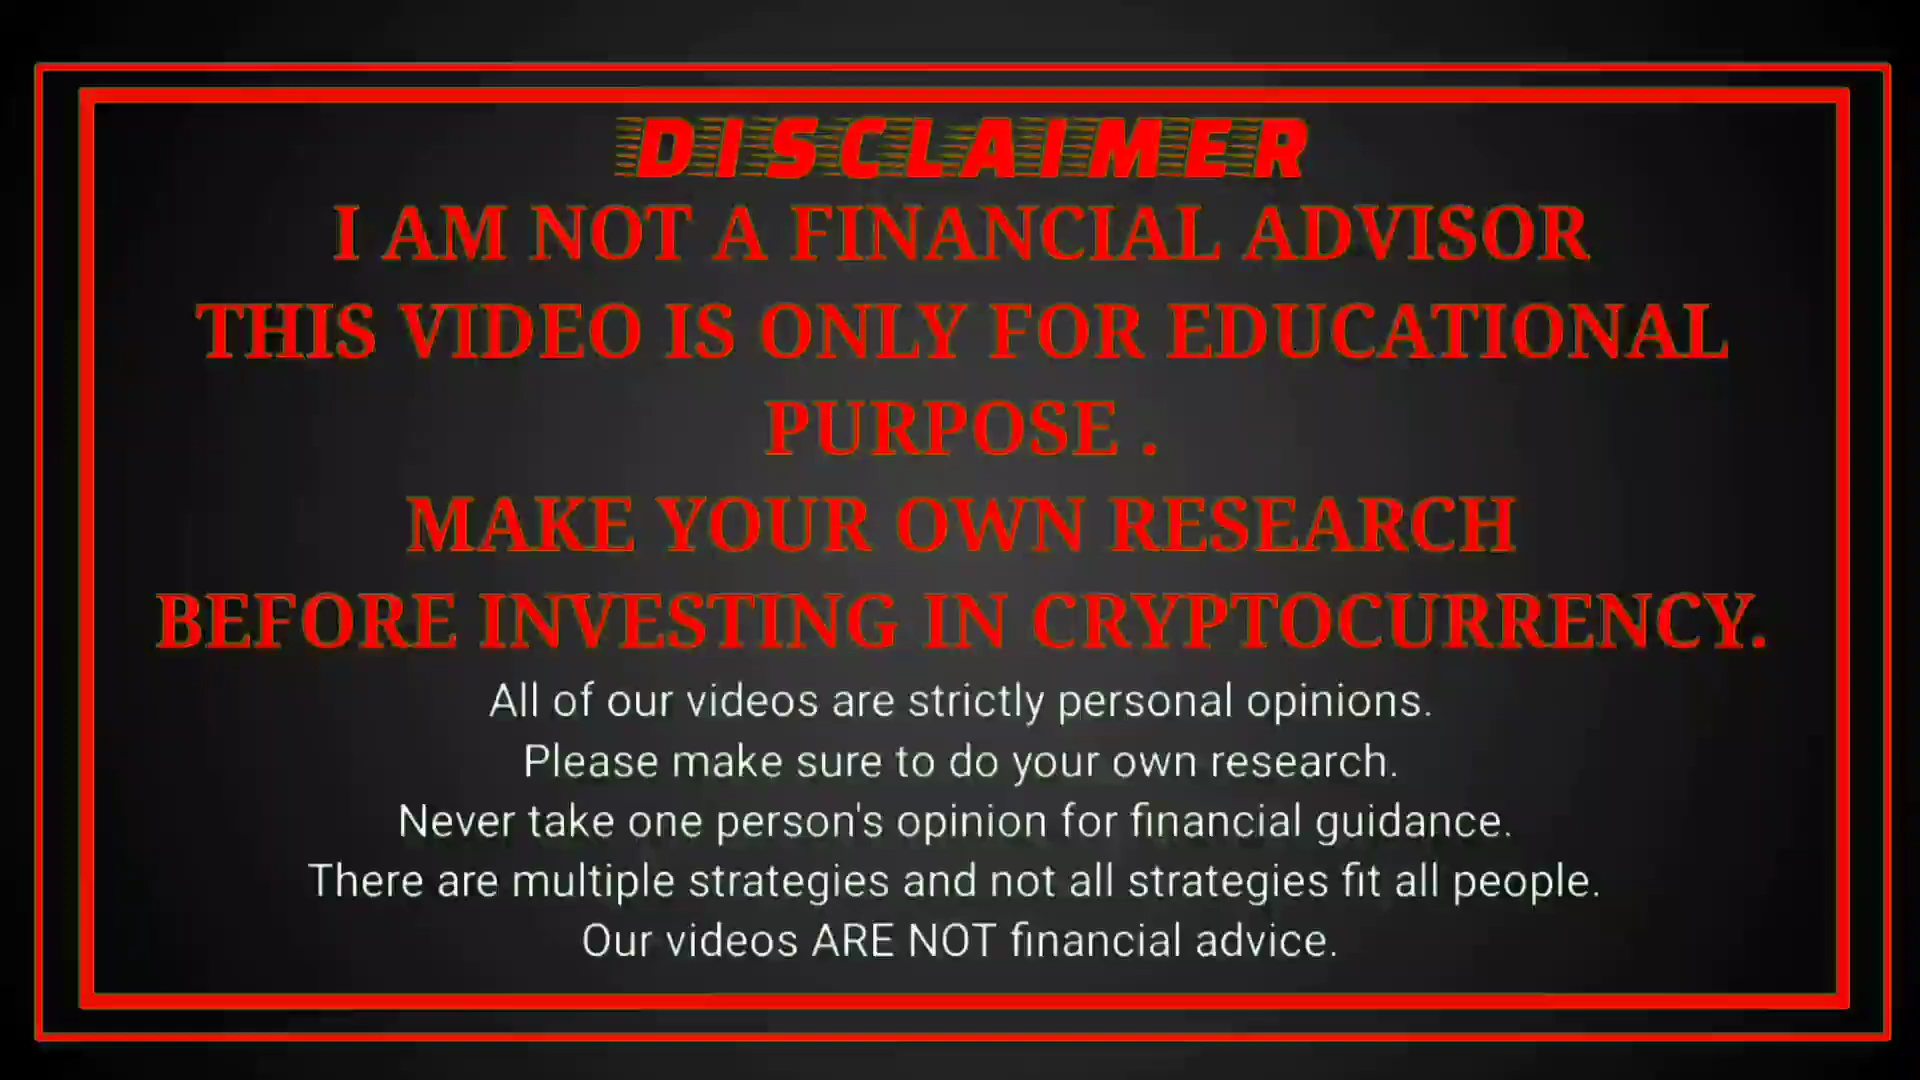 DISCLAIMER
I AM NOT A FINANCIAL ADVISOR
THIS VIDEO IS ONLY FOR EDUCATIONAL
PURPOSE .
MAKE YOUR OWN RESEARCH
BEFORE INVESTING IN CRYPTOCURRENCY.
All of our videos are strictly personal opinions.
Please make sure to do your own research.
Never take one person's opinion for financial guidance.
There are multiple strategies and not all strategies fit all people.
Our videos ARE NOT financial advice.